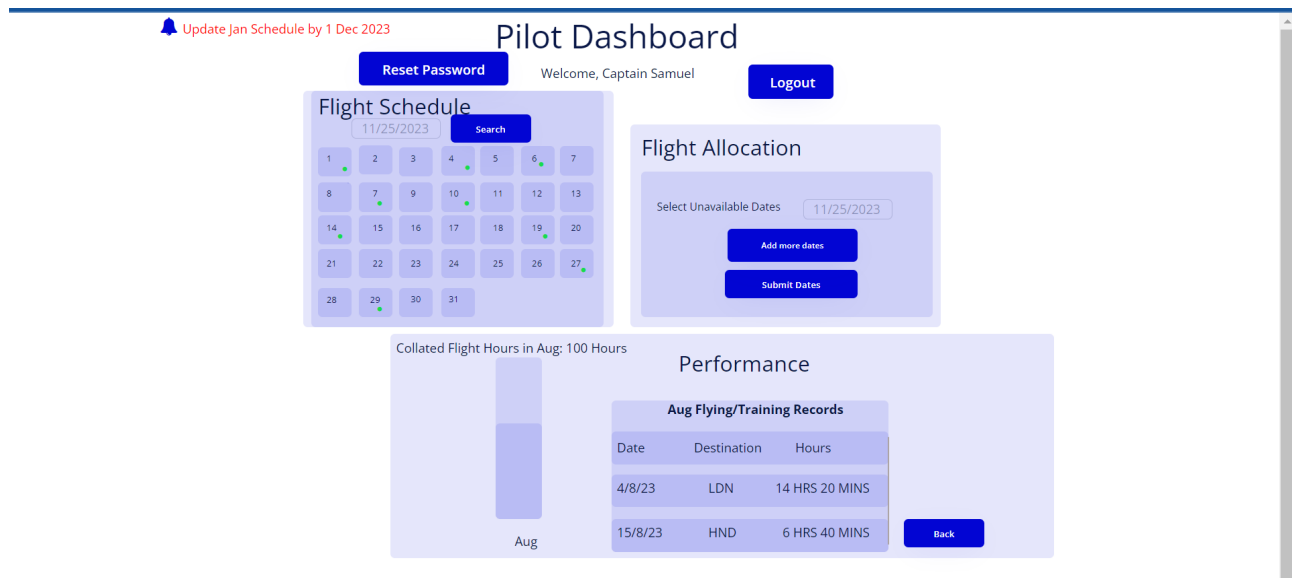 Update Jan Schedule by 1 Dec 2023
Pilot Dashboard
Reset Password
Welcome, Captain Samuel
Logout
Flight Schedule
11/25/2023 Search
1 2 3 4 5 6 7
8 7 9 10 11 12 13
14 15 16 17 18 19 20
21 22 23 24 25 26 27
28 29 30 31
Flight Allocation
Select Unavailable Dates 11/25/2023
Add more dates
Submit Dates
Collated Flight Hours in Aug: 100 Hours
Aug
Performance
Aug Flying/Training Records
Date Destination Hours
4/8/23 LDN 14 HRS 20 MINS
15/8/23 HND 6 HRS 40 MINS
Back